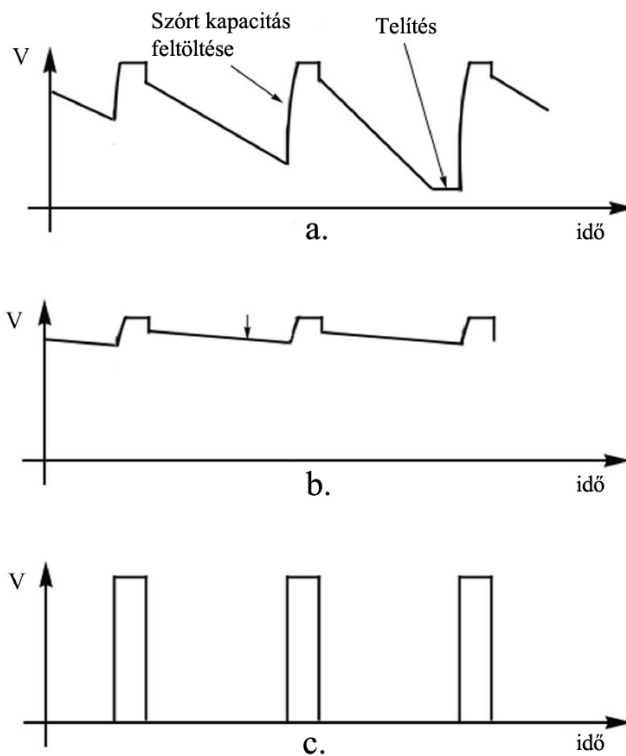 Szórt kapacitás
feltöltése
Telítés
V
a.
idő
V
b.
idő
V
c.
idő